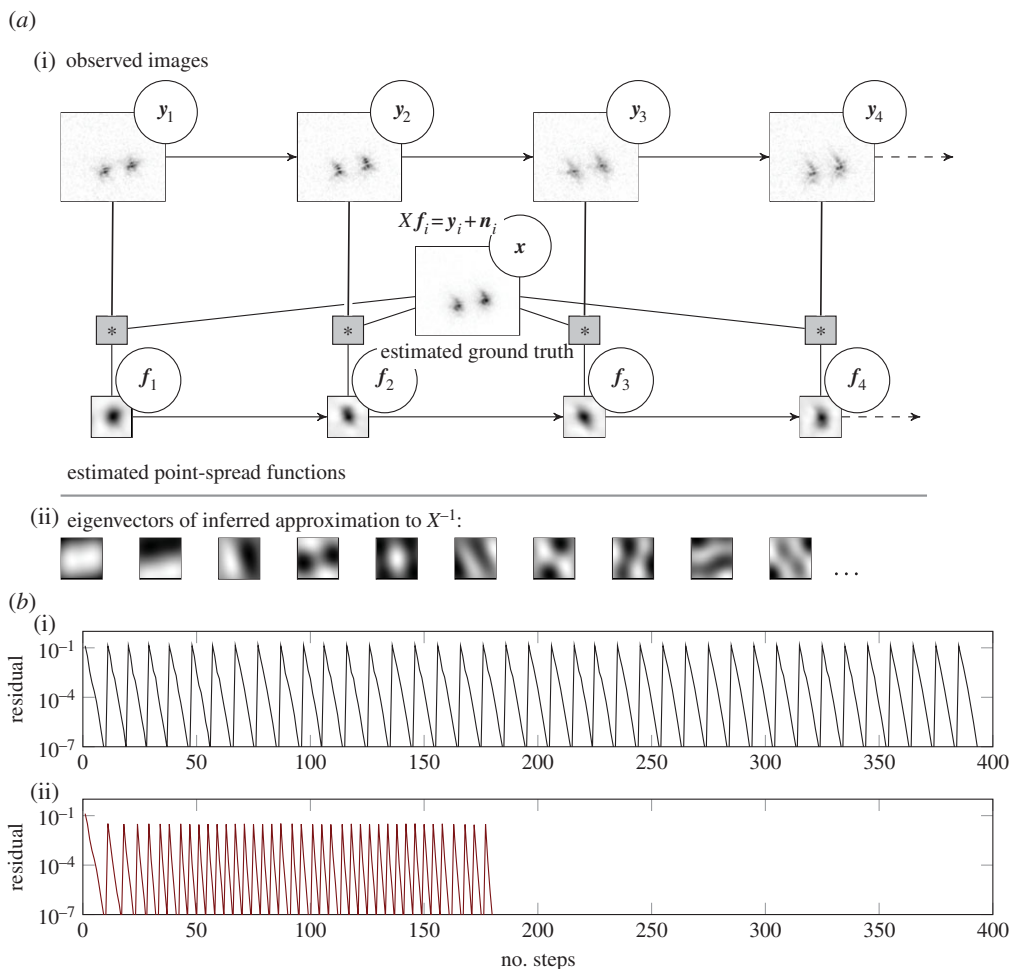 (a)
(i) observed images
y1 y2 y3 y4
Xfi = yi + ni
x
* * * *
estimated ground truth
f1 f2 f3 f4
estimated point-spread functions
(ii) eigenvectors of inferred approximation to X–1:
...
(b)
(i)
residual
10–1
10–4
10–7
0 50 100 150 200 250 300 350 400
(ii)
residual
10–1
10–4
10–7
0 50 100 150 200 250 300 350 400
no. steps